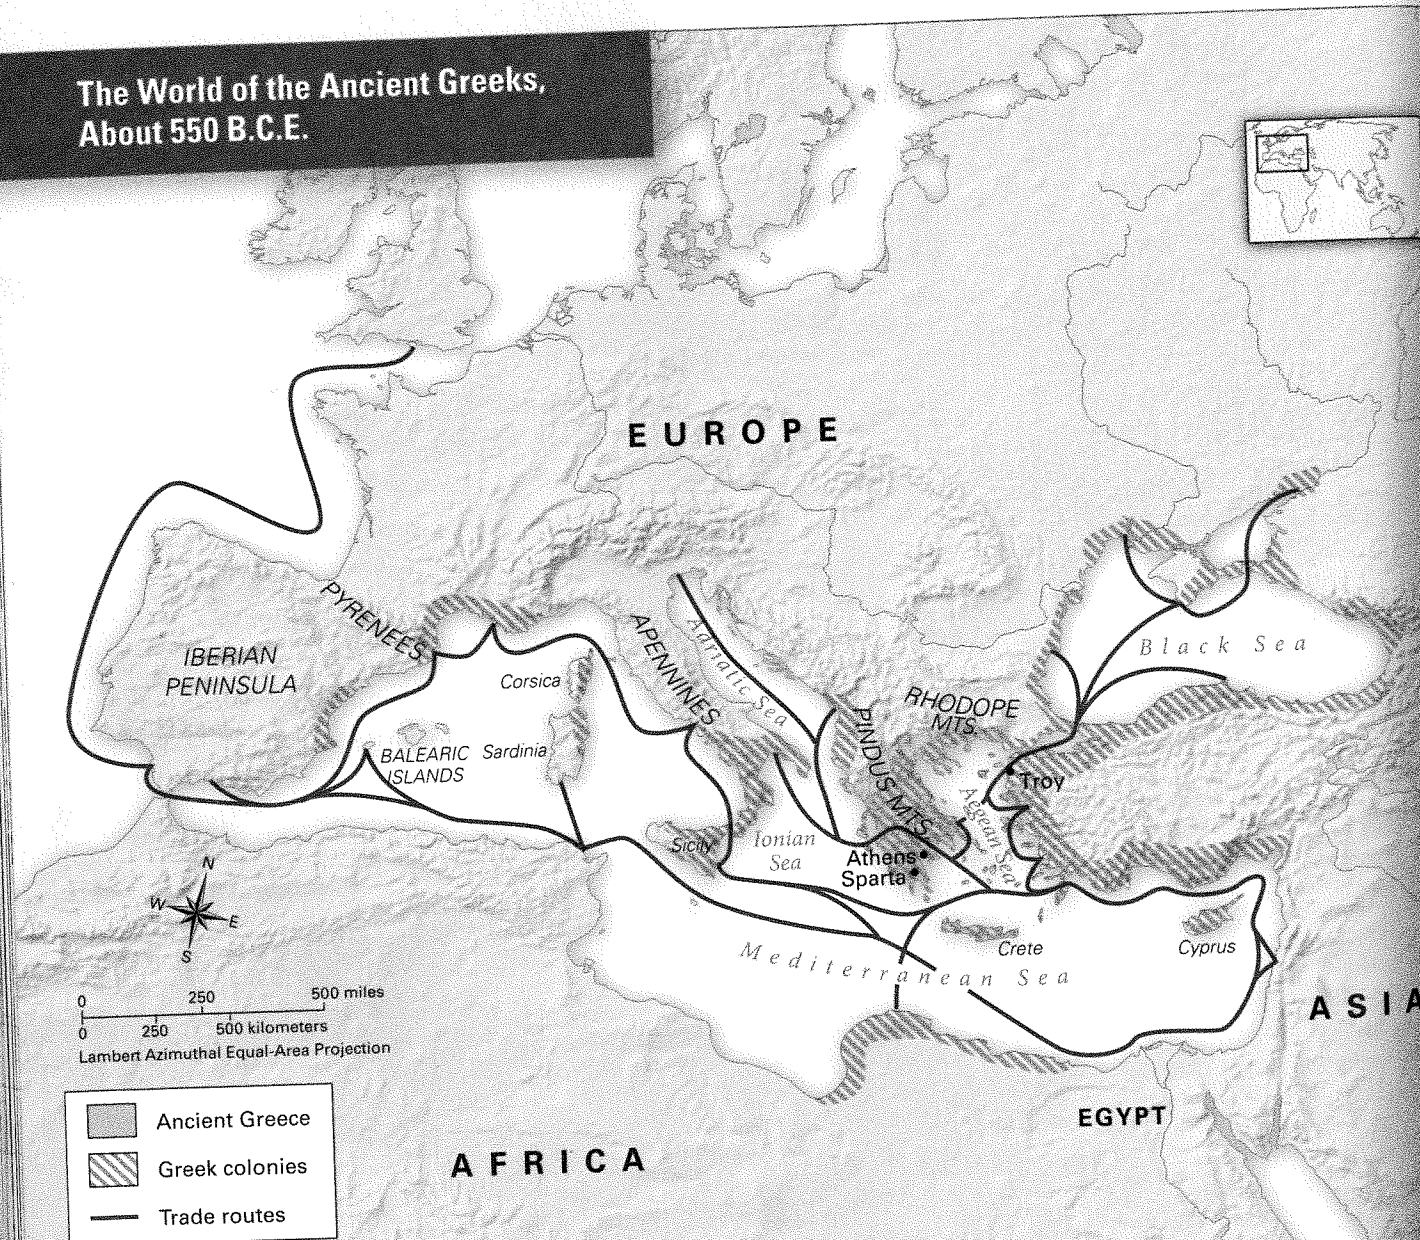 The World of the Ancient Greeks,
About 550 B.C.E.
EUROPE
PYRENEES
IBERIAN
PENINSULA
APENNINES
Adriatic Sea
Black Sea
Corsica
RHODOPE
MTS.
PINDUS MTS.
BALEARIC
ISLANDS
Sardinia
Troy
Aegean Sea
Sicily
Ionian
Sea
Athens
Sparta
N
W
E
S
Crete
Cyprus
Mediterranean Sea
0 250 500 miles
0 250 500 kilometers
Lambert Azimuthal Equal-Area Projection
ASIA
EGYPT
AFRICA
Ancient Greece
Greek colonies
Trade routes